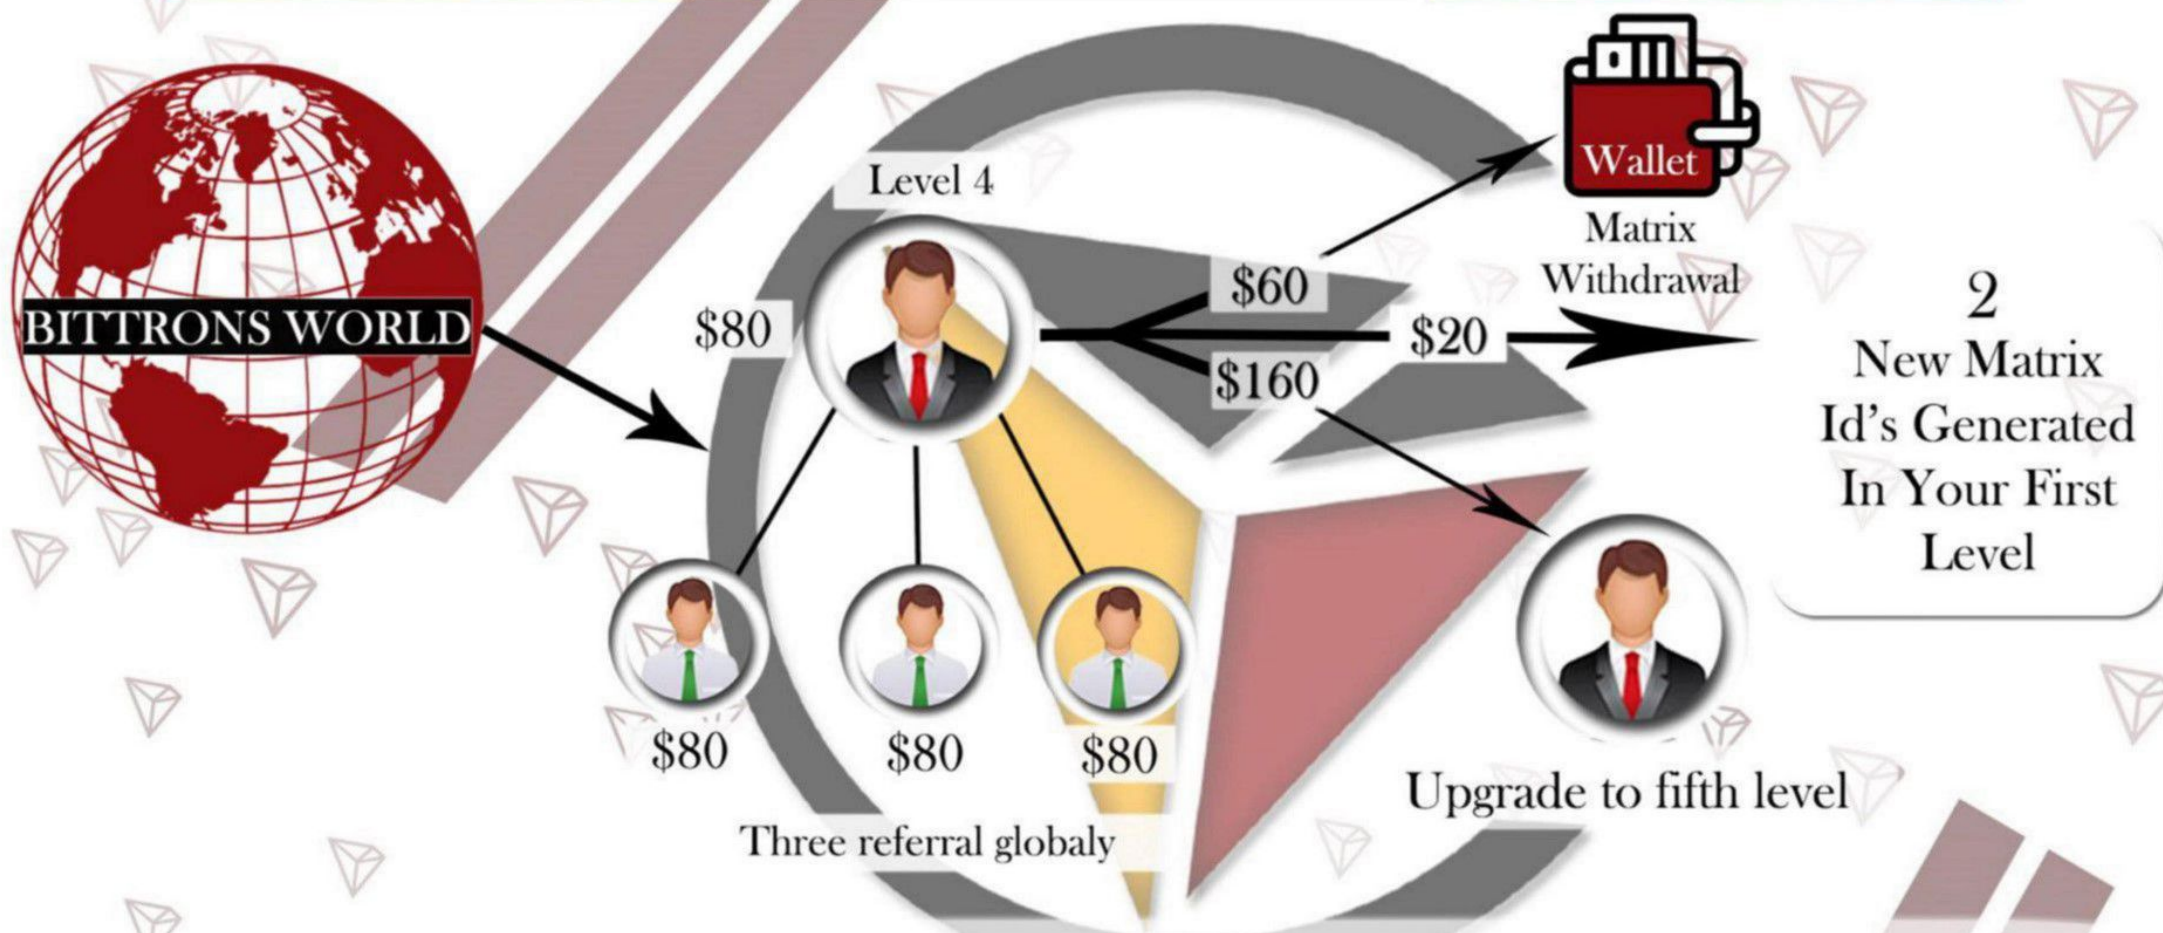 BITTRONS WORLD
Level 4
$80
$60
$20
$160
Wallet
Matrix
Withdrawal
2
New Matrix
Id's Generated
In Your First
Level
$80
$80
$80
Three referral globaly
Upgrade to fifth level